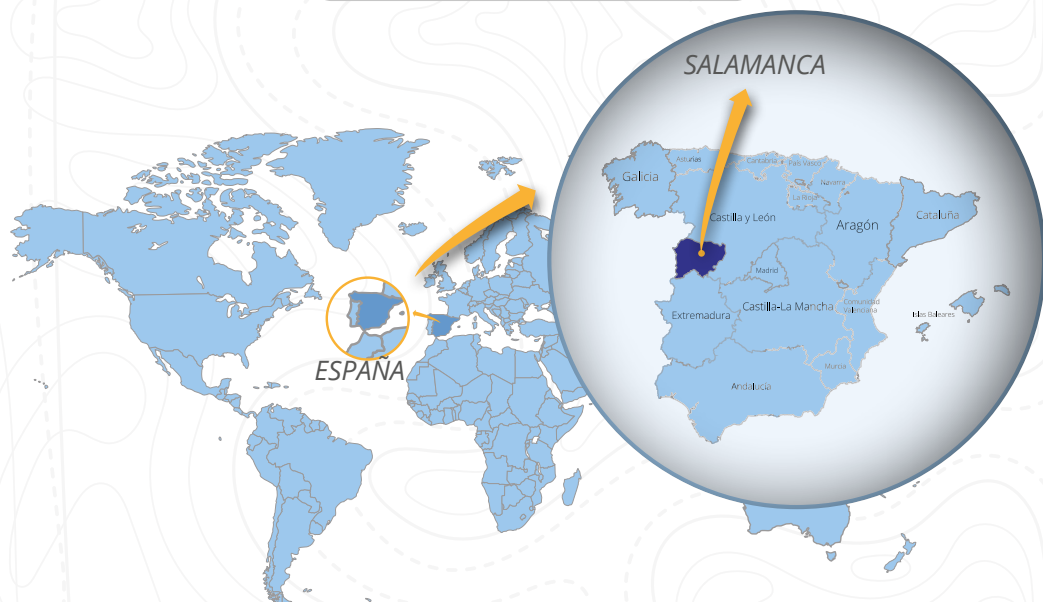 SALAMANCA
Asturias
Cantabria
País Vasco
Galicia
Navarra
La Rioja
Castilla y León
Aragón
Cataluña
Madrid
Extremadura
Castilla-La Mancha
Comunidad
Valenciana
Islas Baleares
ESPAÑA
Murcia
Andalucía